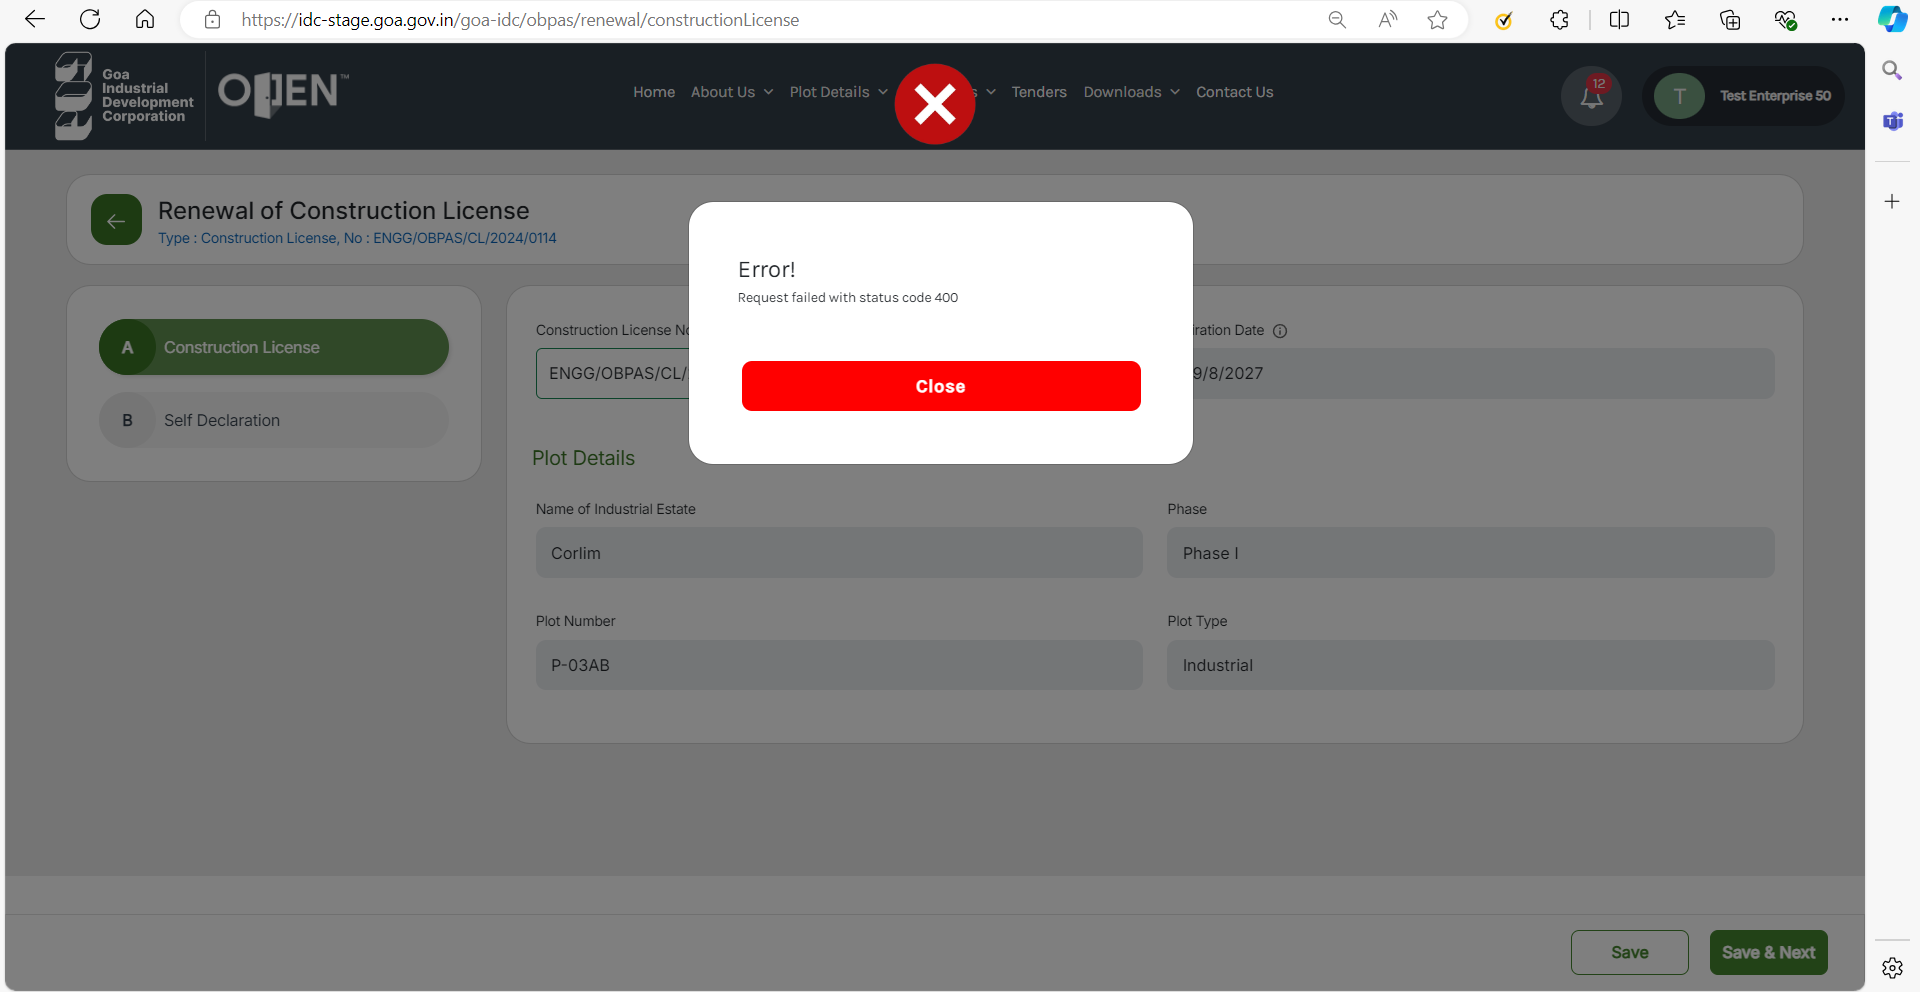 https://idc-stage.goa.gov.in/goa-idc/obpas/renewal/constructionLicense
Goa
Industrial
Development
Corporation
OPEN™
Home About Us Plot Details Tenders Downloads Contact Us
12
T
Test Enterprise 50
Renewal of Construction License
Type : Construction License, No : ENGG/OBPAS/CL/2024/0114
Error!
Request failed with status code 400
Close
A Construction License
B Self Declaration
Construction License
iration Date
ENGG/OBPAS/CL/
9/8/2027
Plot Details
Name of Industrial Estate
Phase
Corlim
Phase I
Plot Number
Plot Type
P-03AB
Industrial
Save
Save & Next